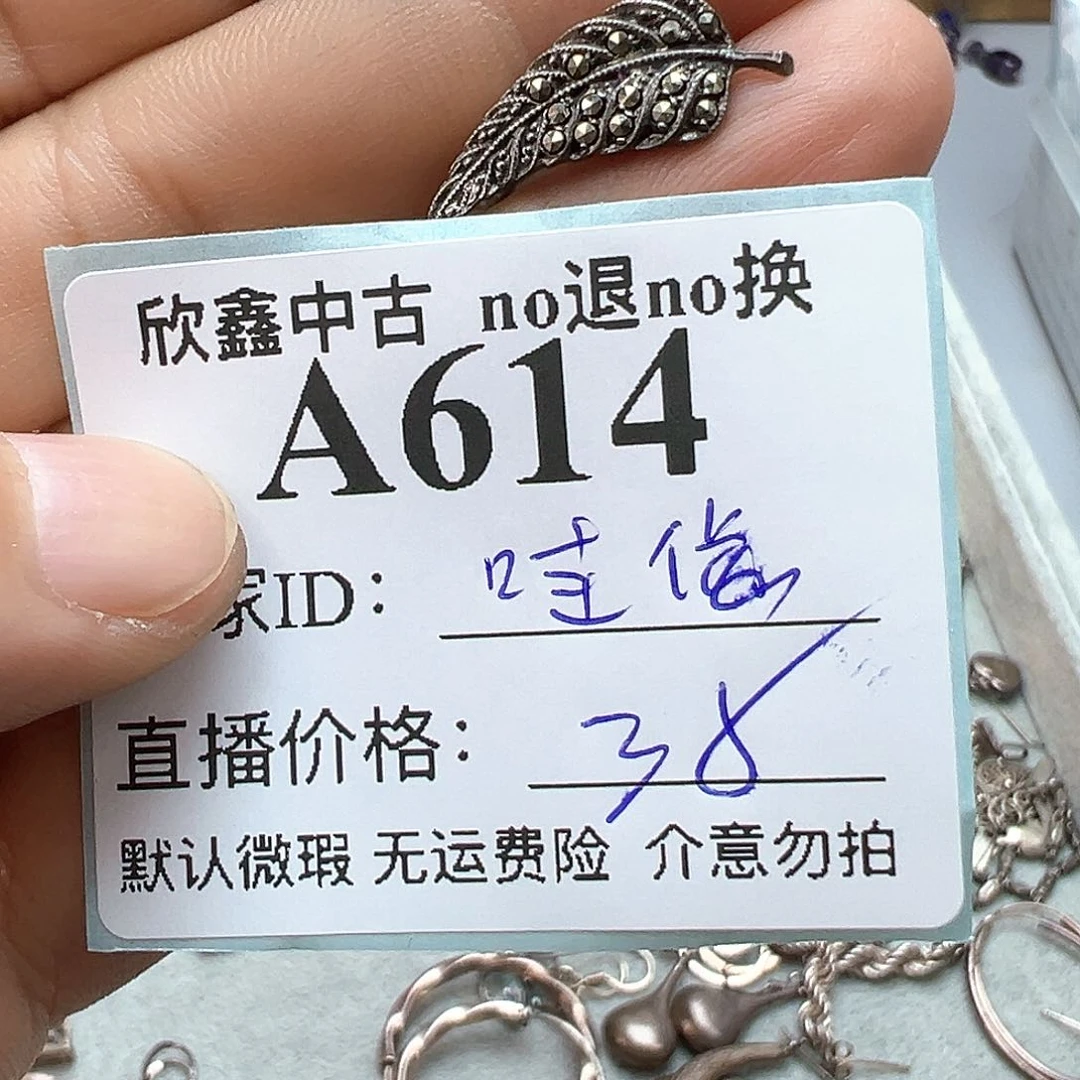 欣鑫中古 no退no换
A614
家ID：哇
直播价格：38
默认微瑕 无运费险 介意勿拍